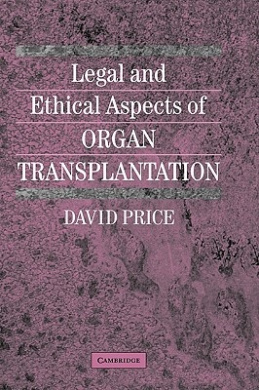 Legal and
Ethical Aspects of
ORGAN
TRANSPLANTATION
DAVID PRICE
CAMBRIDGE